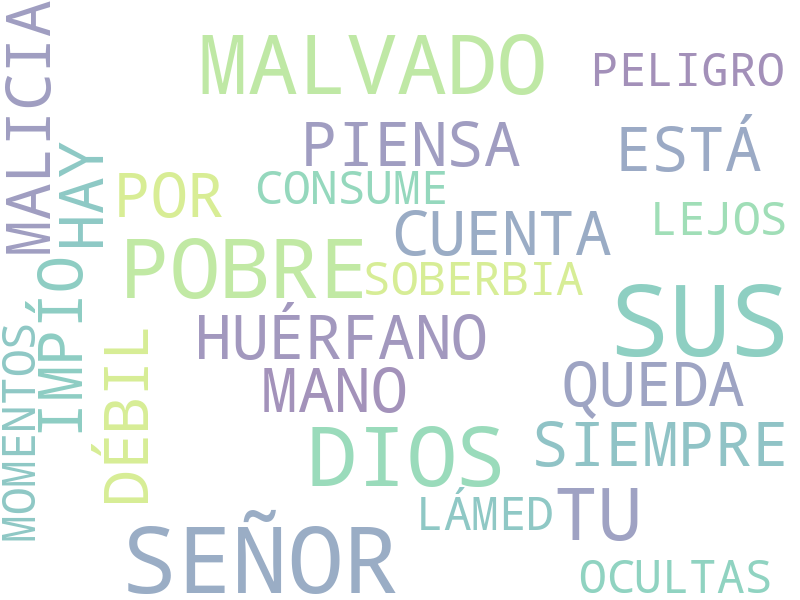 MALVADO
PELIGRO
MALICIA
PIENSA
ESTÁ
HAY
POR
CONSUME
CUENTA
LEJOS
POBRE
SOBERBIA
IMPÍO
SUS
HUÉRFANO
MOMENTOS
DÉBIL
MANO
QUEDA
DIOS
SIEMPRE
LÁMED
TU
SEÑOR
OCULTAS